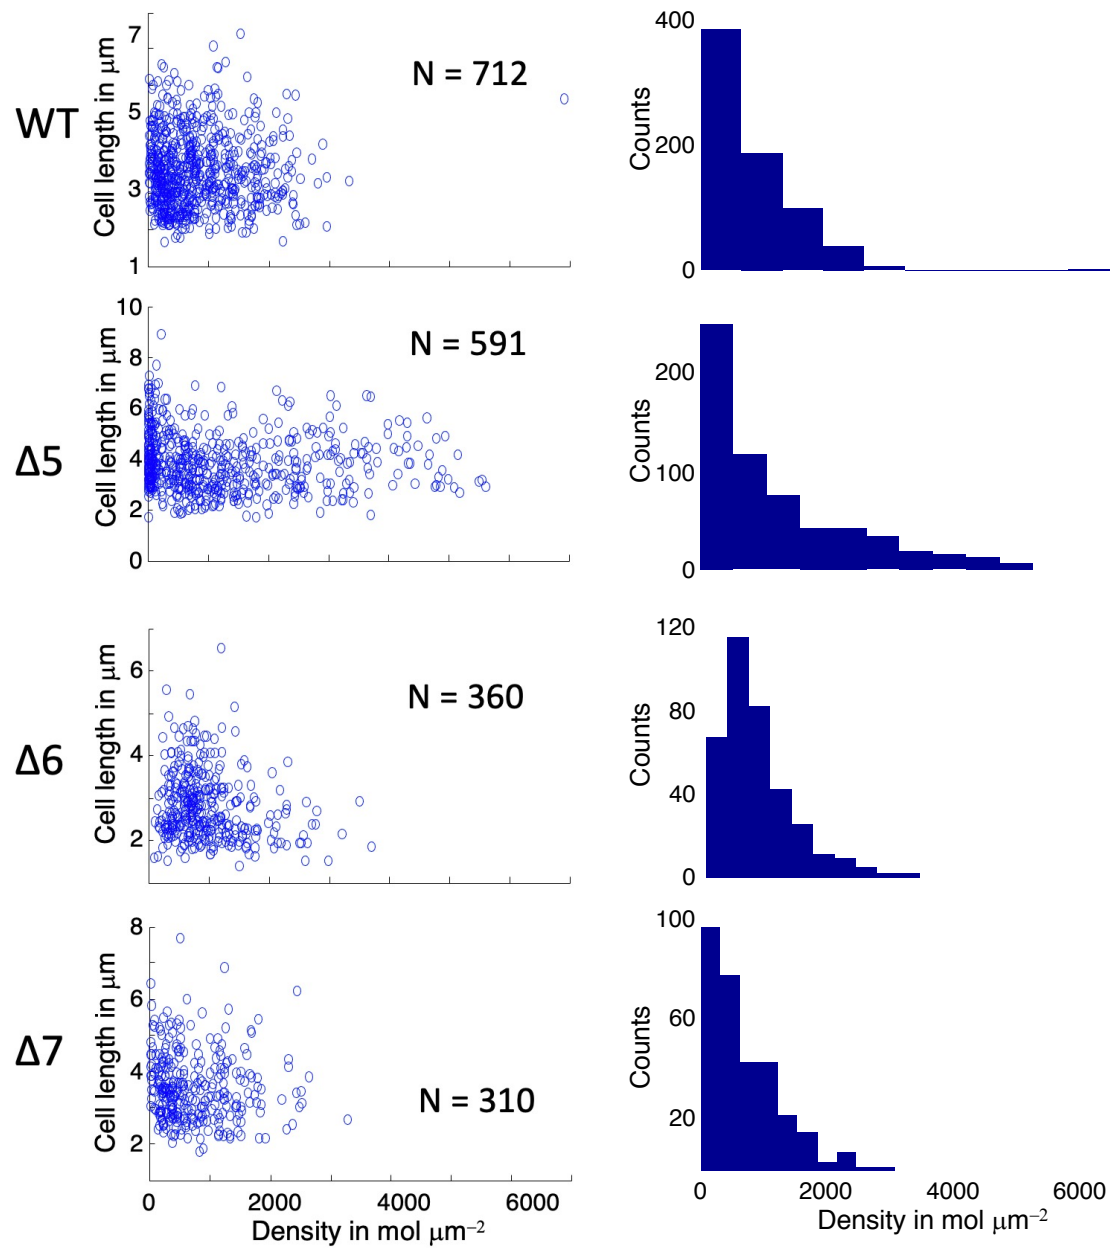 WT
Cell length in μm
7
5
3
1
N = 712
Counts
400
200
0
Δ5
Cell length in μm
10
8
6
4
2
0
N = 591
Counts
200
100
0
Δ6
Cell length in μm
6
4
2
N = 360
Counts
120
80
40
0
Δ7
Cell length in μm
8
6
4
2
N = 310
0 2000 4000 6000
Density in mol μm⁻²
Counts
100
60
20
0 2000 4000 6000
Density in mol μm⁻²